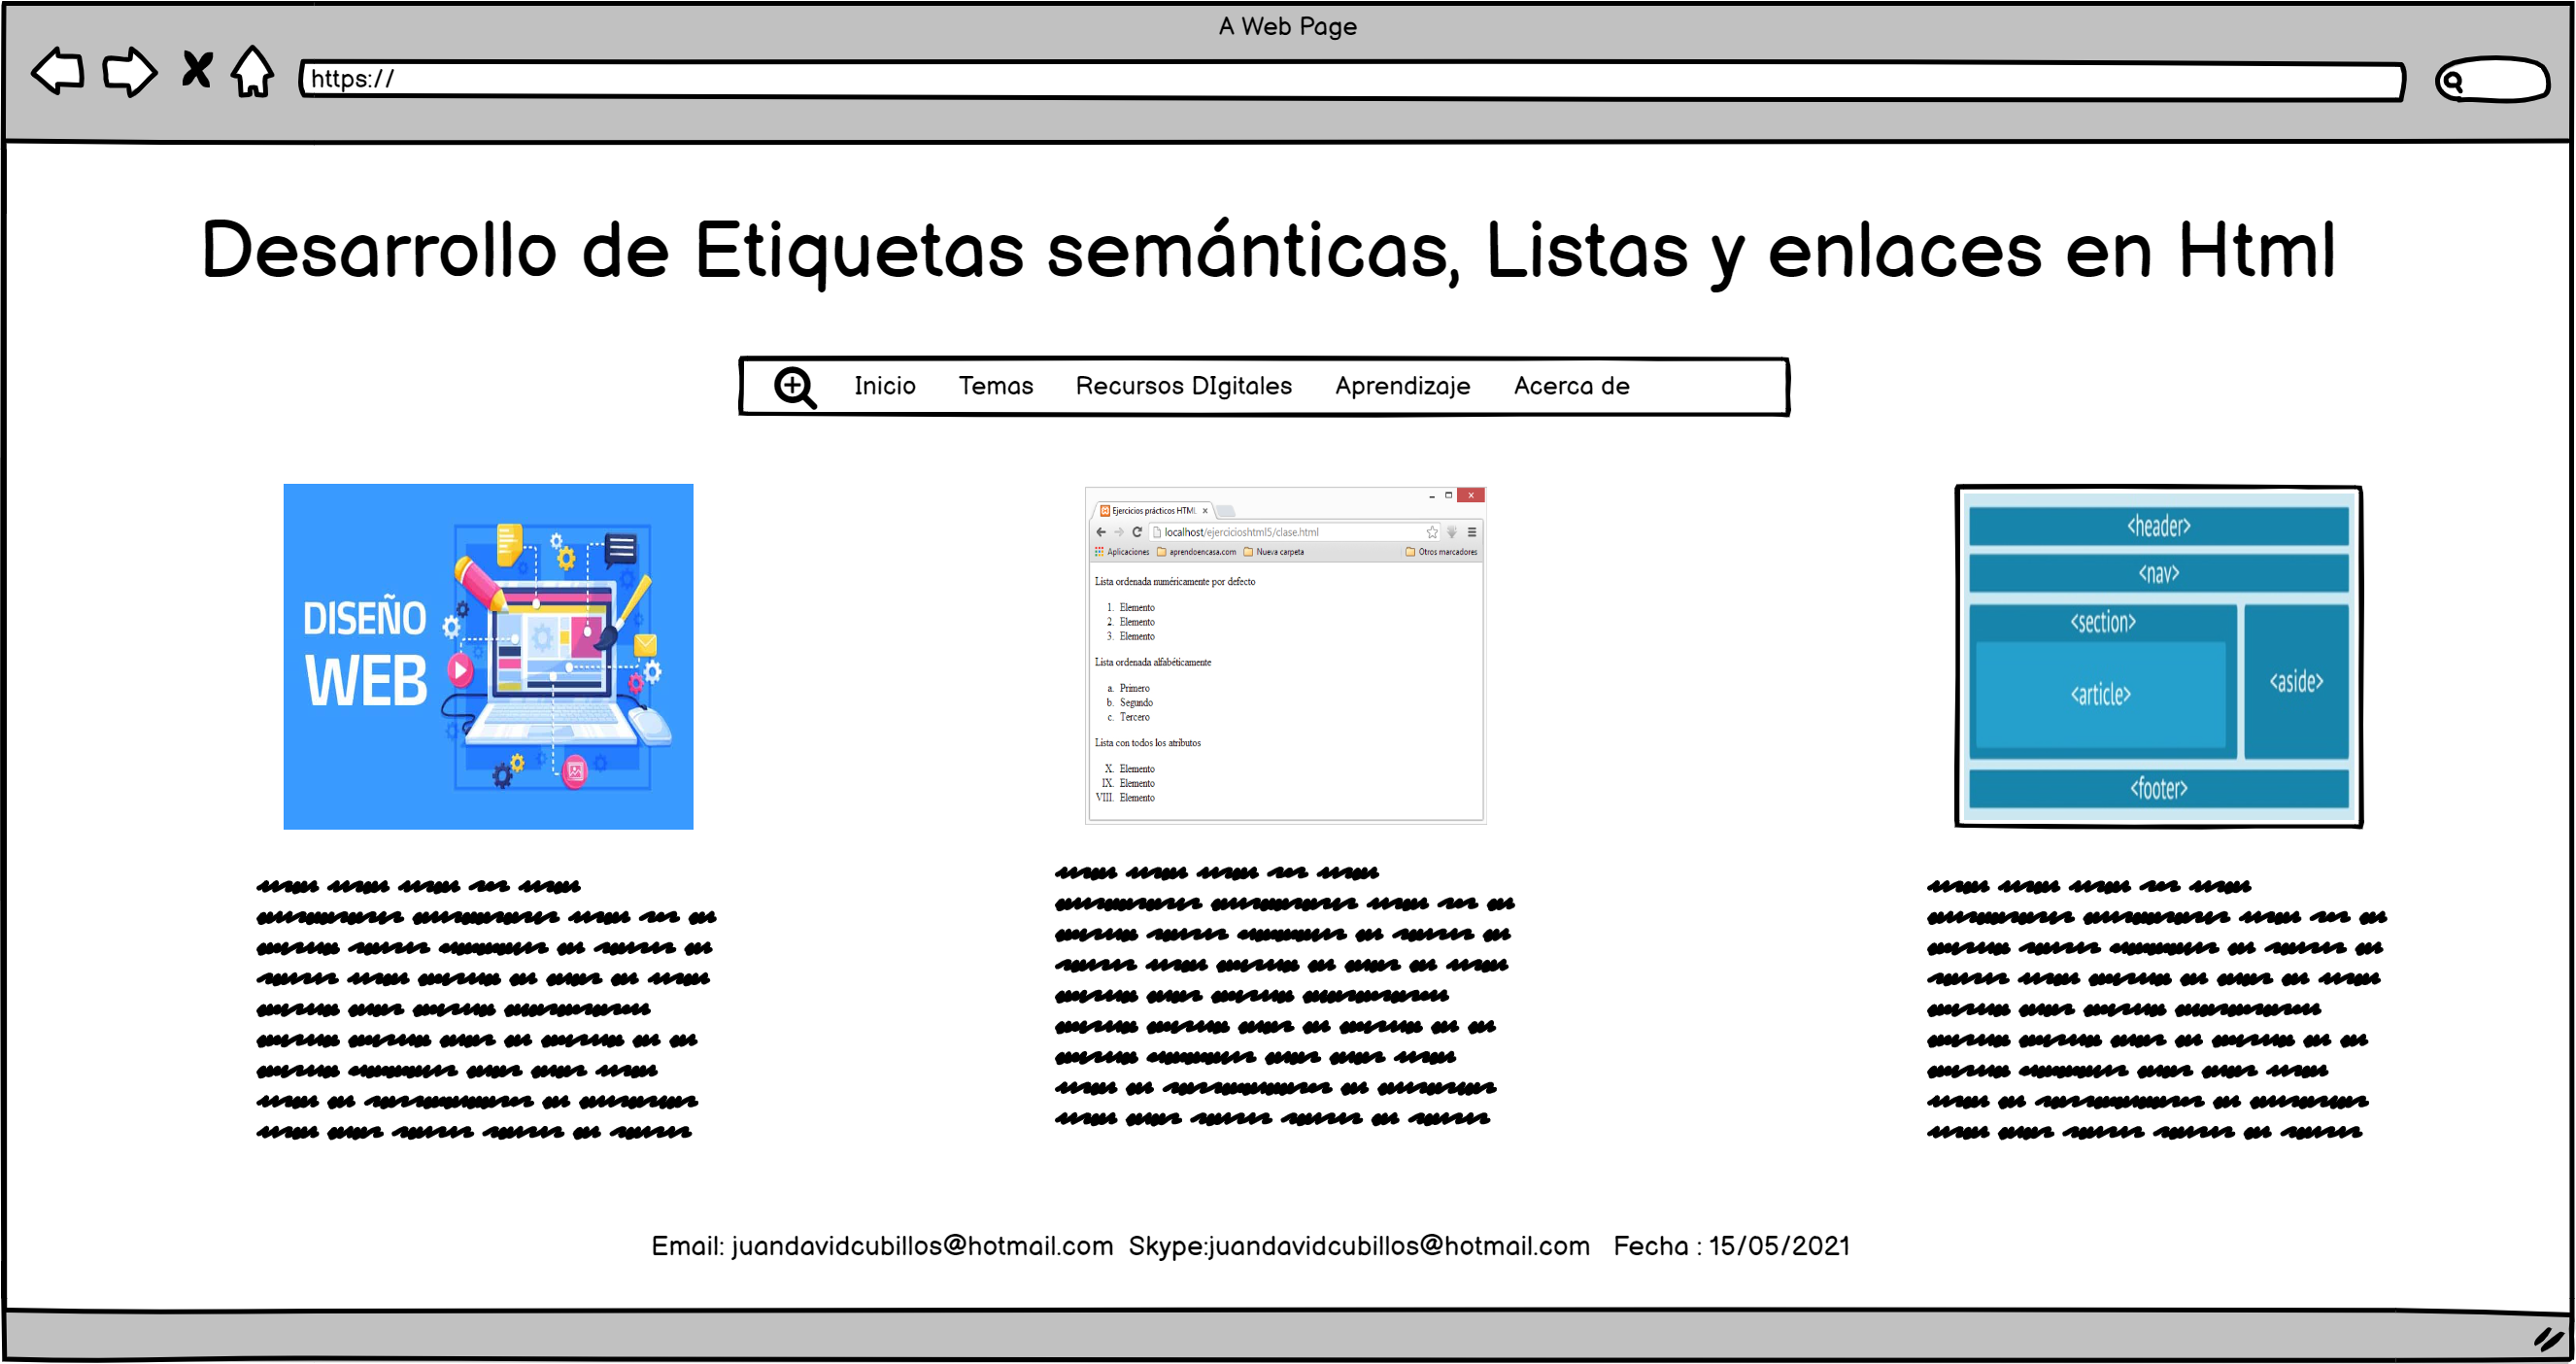 A Web Page
https://
Desarrollo de Etiquetas semánticas, Listas y enlaces en Html
Inicio Temas Recursos DIgitales Aprendizaje Acerca de
DISEÑO
WEB
Ejercicios prácticos HTML
localhost/ejercicioshtml5/clase.html
Aplicaciones aprendoencasa.com Nueva carpeta Otros marcadores
Lista ordenada numéricamente por defecto
1. Elemento
2. Elemento
3. Elemento
Lista ordenada alfabéticamente
a. Primero
b. Segundo
c. Tercero
Lista con todos los atributos
X. Elemento
IX. Elemento
VIII. Elemento
<header>
<nav>
<section>
<article>
<aside>
<footer>
Email: juandavidcubillos@hotmail.com Skype:juandavidcubillos@hotmail.com Fecha : 15/05/2021